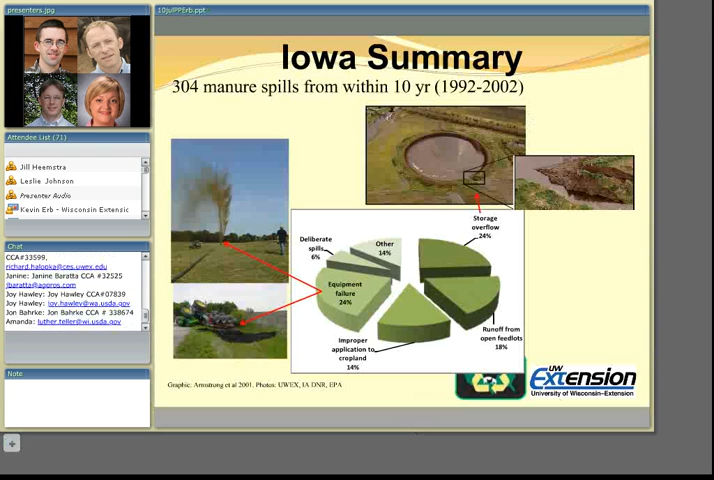 presenters.jpg
Attendee List (71)
Jill Heemstra
Leslie Johnson
Presenter Audio
Kevin Erb - Wisconsin Extensic
Chat
CCA#33599,
richard.halopka@ces.uwex.edu
Janine: Janine Baratta CCA #32525
jbaratta@appros.com
Joy Hawley: Joy Hawley CCA#07839
Joy Hawley: joy.hawley@wa.usda.gov
Jon Bahrke: Jon Bahrke CCA # 338674
Amanda: luther.teller@wi.usda.gov
Note
10julPPErb.ppt
Iowa Summary
304 manure spills from within 10 yr (1992-2002)
Storage
overflow
24%
Deliberate
spills
6%
Other
14%
Equipment
failure
24%
Runoff from
open feedlots
18%
Improper
application to
cropland
14%
Graphic: Armstrong et al 2001. Photos: UWEX, IA DNR, EPA
UW
Extension
University of Wisconsin-Extension